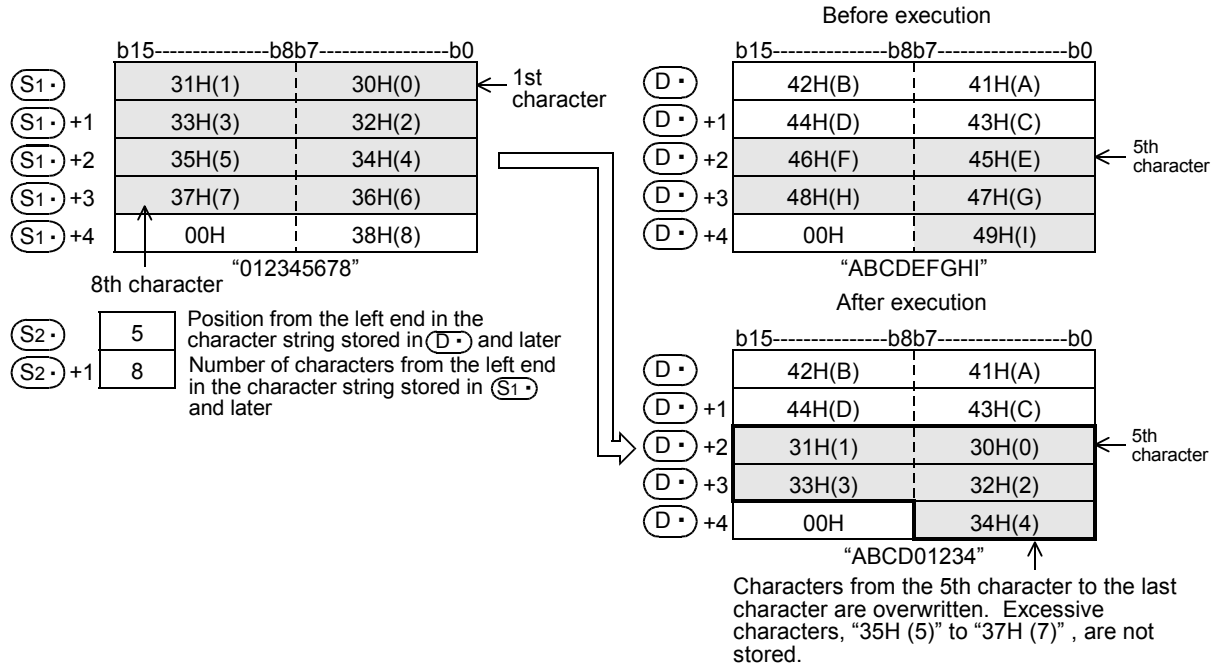 b15----------------b8b7------------------b0
S1· 31H(1) 30H(0) 1st character
S1· +1 33H(3) 32H(2)
S1· +2 35H(5) 34H(4)
S1· +3 37H(7) 36H(6)
S1· +4 00H 38H(8)
8th character
“012345678”
S2· 5 Position from the left end in the
character string stored in D· and later
S2· +1 8 Number of characters from the left end
in the character string stored in S1·
and later
Before execution
b15----------------b8b7------------------b0
D· 42H(B) 41H(A)
D· +1 44H(D) 43H(C)
D· +2 46H(F) 45H(E) 5th character
D· +3 48H(H) 47H(G)
D· +4 00H 49H(I)
“ABCDEFGHI”
After execution
b15----------------b8b7------------------b0
D· 42H(B) 41H(A)
D· +1 44H(D) 43H(C)
D· +2 31H(1) 30H(0) 5th character
D· +3 33H(3) 32H(2)
D· +4 00H 34H(4)
“ABCD01234”
Characters from the 5th character to the last
character are overwritten. Excessive
characters, “35H (5)” to “37H (7)” , are not
stored.